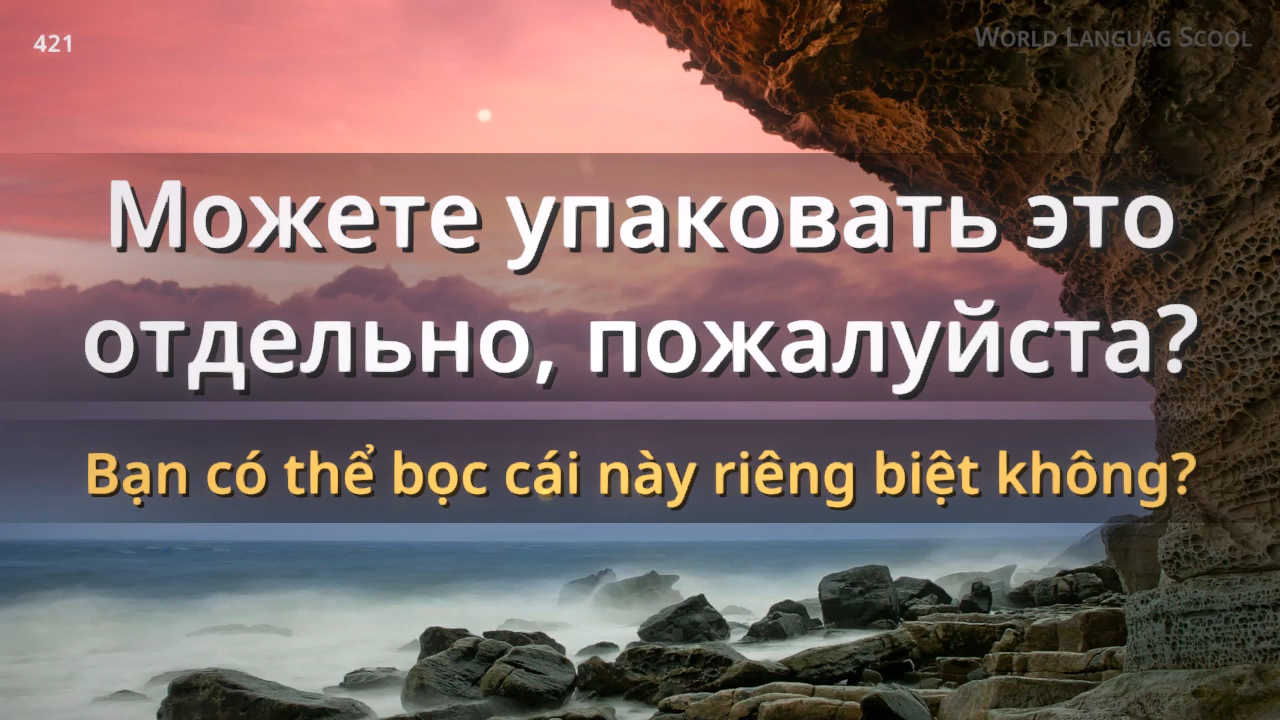 421
World Languag Scool
Можете упаковать это
отдельно, пожалуйста?
Bạn có thể bọc cái này riêng biệt không?